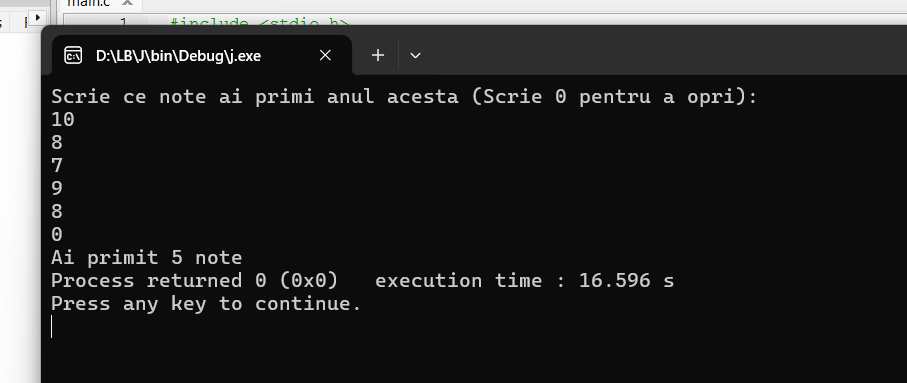 main.c
1 #include <stdio.h>
D:\LB\J\bin\Debug\j.exe
Scrie ce note ai primi anul acesta (Scrie 0 pentru a opri):
10
8
7
9
8
0
Ai primit 5 note
Process returned 0 (0x0)   execution time : 16.596 s
Press any key to continue.